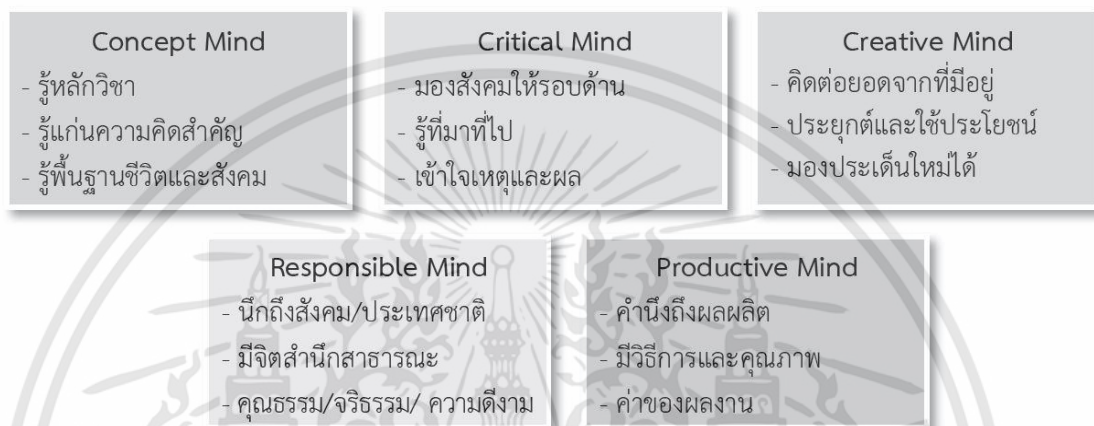 Concept Mind
- รู้หลักวิชา
- รู้แก่นความคิดสำคัญ
- รู้พื้นฐานชีวิตและสังคม
Critical Mind
- มองสังคมให้รอบด้าน
- รู้ที่มาที่ไป
- เข้าใจเหตุและผล
Creative Mind
- คิดต่อยอดจากที่มีอยู่
- ประยุกต์และใช้ประโยชน์
- มองประเด็นใหม่ได้
Responsible Mind
- นึกถึงสังคม/ประเทศชาติ
- มีจิตสำนึกสาธารณะ
- คุณธรรม/จริธรรม/ ความดีงาม
Productive Mind
- คำนึงถึงผลผลิต
- มีวิธีการและคุณภาพ
- ค่าของผลงาน